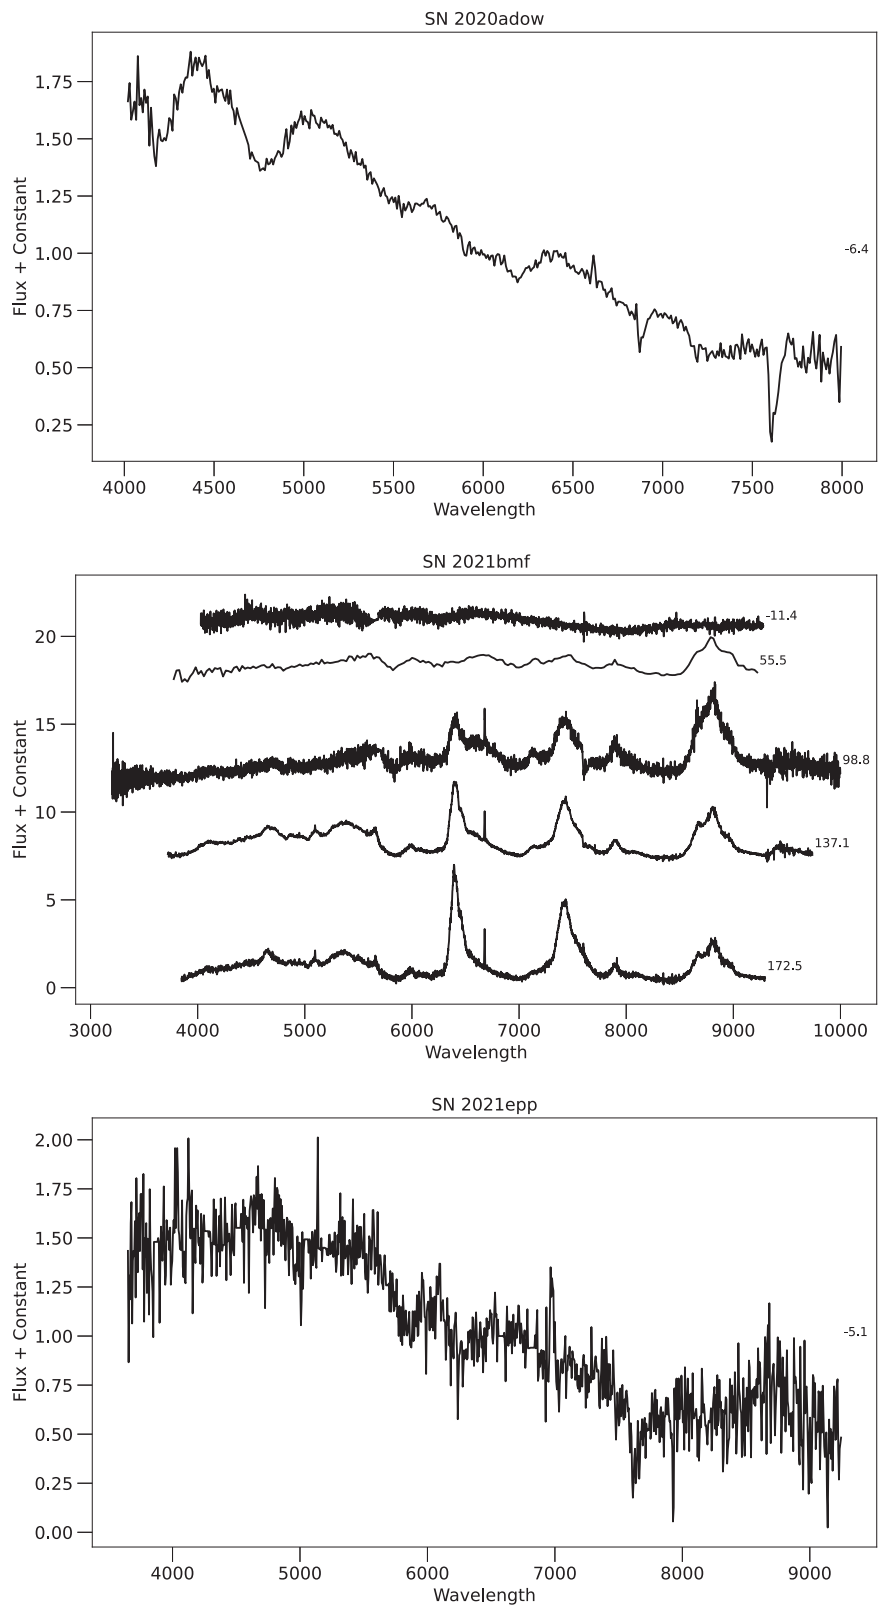 SN 2020adow
Flux + Constant
1.75
1.50
1.25
1.00
0.75
0.50
0.25
-6.4
4000 4500 5000 5500 6000 6500 7000 7500 8000
Wavelength
SN 2021bmf
Flux + Constant
20
15
10
5
0
-11.4
55.5
98.8
137.1
172.5
3000 4000 5000 6000 7000 8000 9000 10000
Wavelength
SN 2021epp
Flux + Constant
2.00
1.75
1.50
1.25
1.00
0.75
0.50
0.25
0.00
-5.1
4000 5000 6000 7000 8000 9000
Wavelength